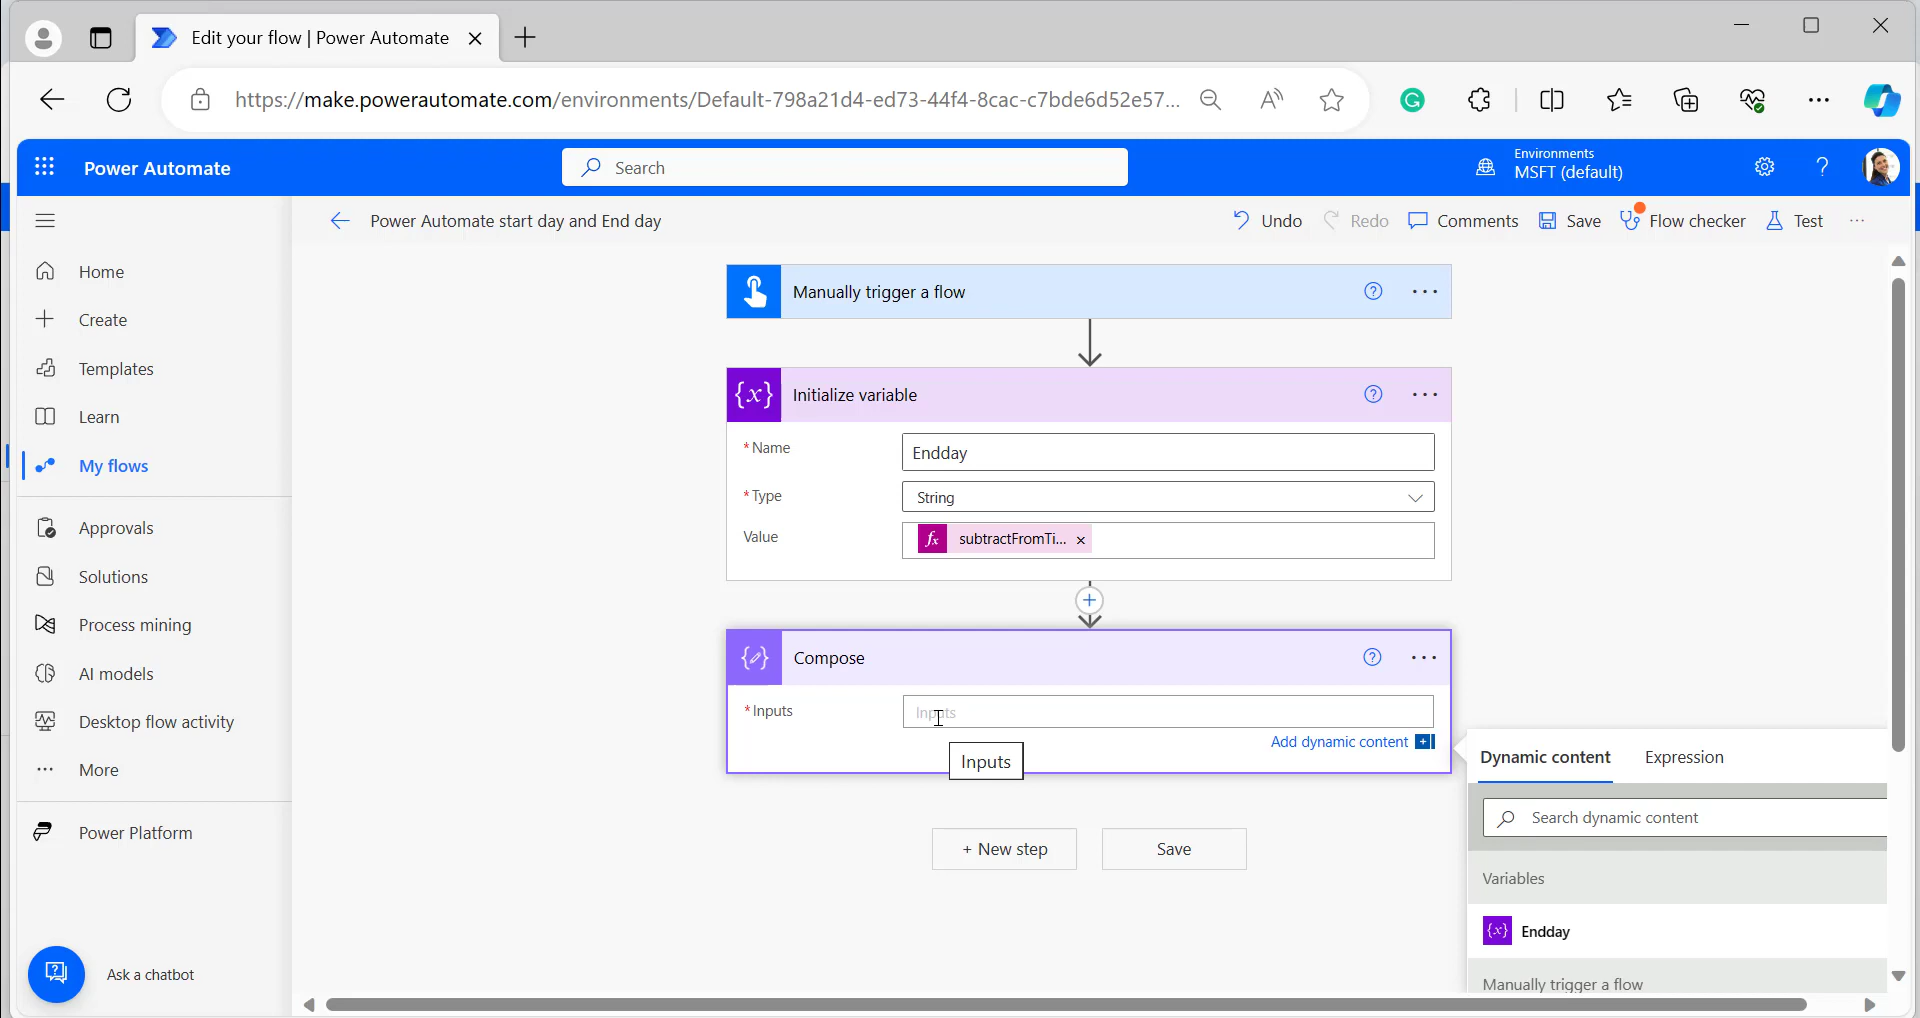 Edit your flow | Power Automate
https://make.powerautomate.com/environments/Default-798a21d4-ed73-44f4-8cac-c7bde6d52e57...
Power Automate
Search
Environments
MSFT (default)
Power Automate start day and End day
Undo
Redo
Comments
Save
Flow checker
Test
Home
Create
Templates
Learn
My flows
Approvals
Solutions
Process mining
AI models
Desktop flow activity
More
Power Platform
Ask a chatbot
Manually trigger a flow
{x} Initialize variable
* Name
Endday
* Type
String
Value
fx subtractFromTi... ×
Compose
* Inputs
Inputs
Add dynamic content
Inputs
+ New step
Save
Dynamic content
Expression
Search dynamic content
Variables
{x} Endday
Manually trigger a flow